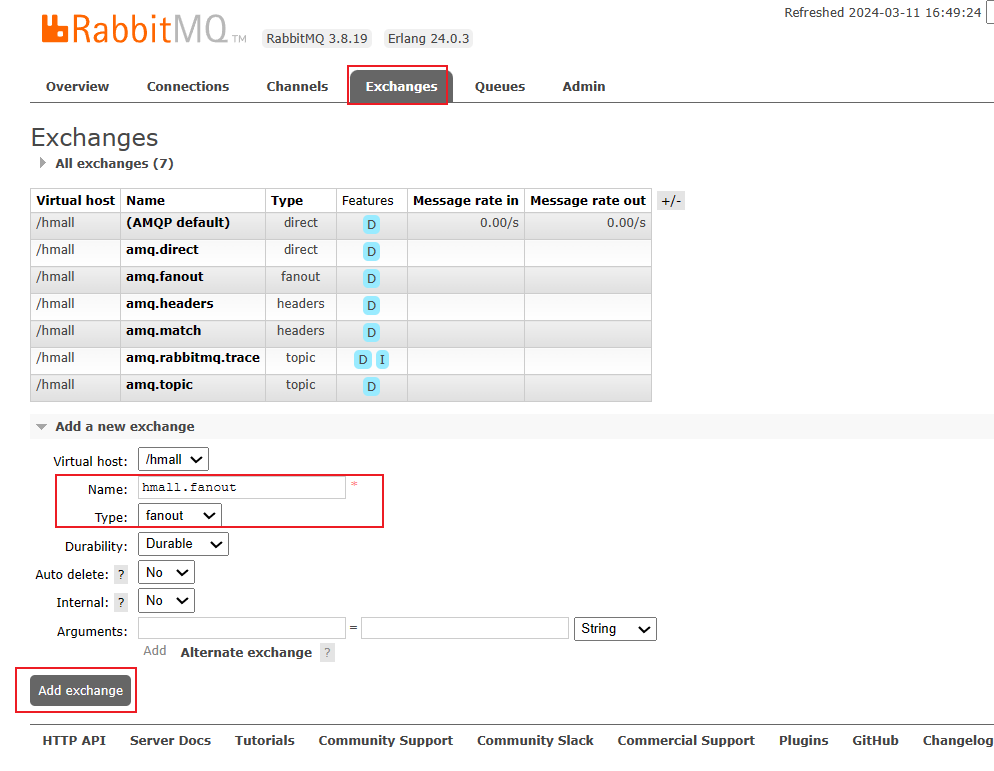 Refreshed 2024-03-11 16:49:24
RabbitMQ TM RabbitMQ 3.8.19 Erlang 24.0.3
Overview Connections Channels Exchanges Queues Admin
Exchanges
All exchanges (7)
Virtual host Name Type Features Message rate in Message rate out +/-
/hmall (AMQP default) direct D 0.00/s 0.00/s
/hmall amq.direct direct D
/hmall amq.fanout fanout D
/hmall amq.headers headers D
/hmall amq.match headers D
/hmall amq.rabbitmq.trace topic D I
/hmall amq.topic topic D
Add a new exchange
Virtual host: /hmall
Name: hmall.fanout *
Type: fanout
Durability: Durable
Auto delete: ? No
Internal: ? No
Arguments: = String
Add Alternate exchange ?
Add exchange
HTTP API Server Docs Tutorials Community Support Community Slack Commercial Support Plugins GitHub Changelog